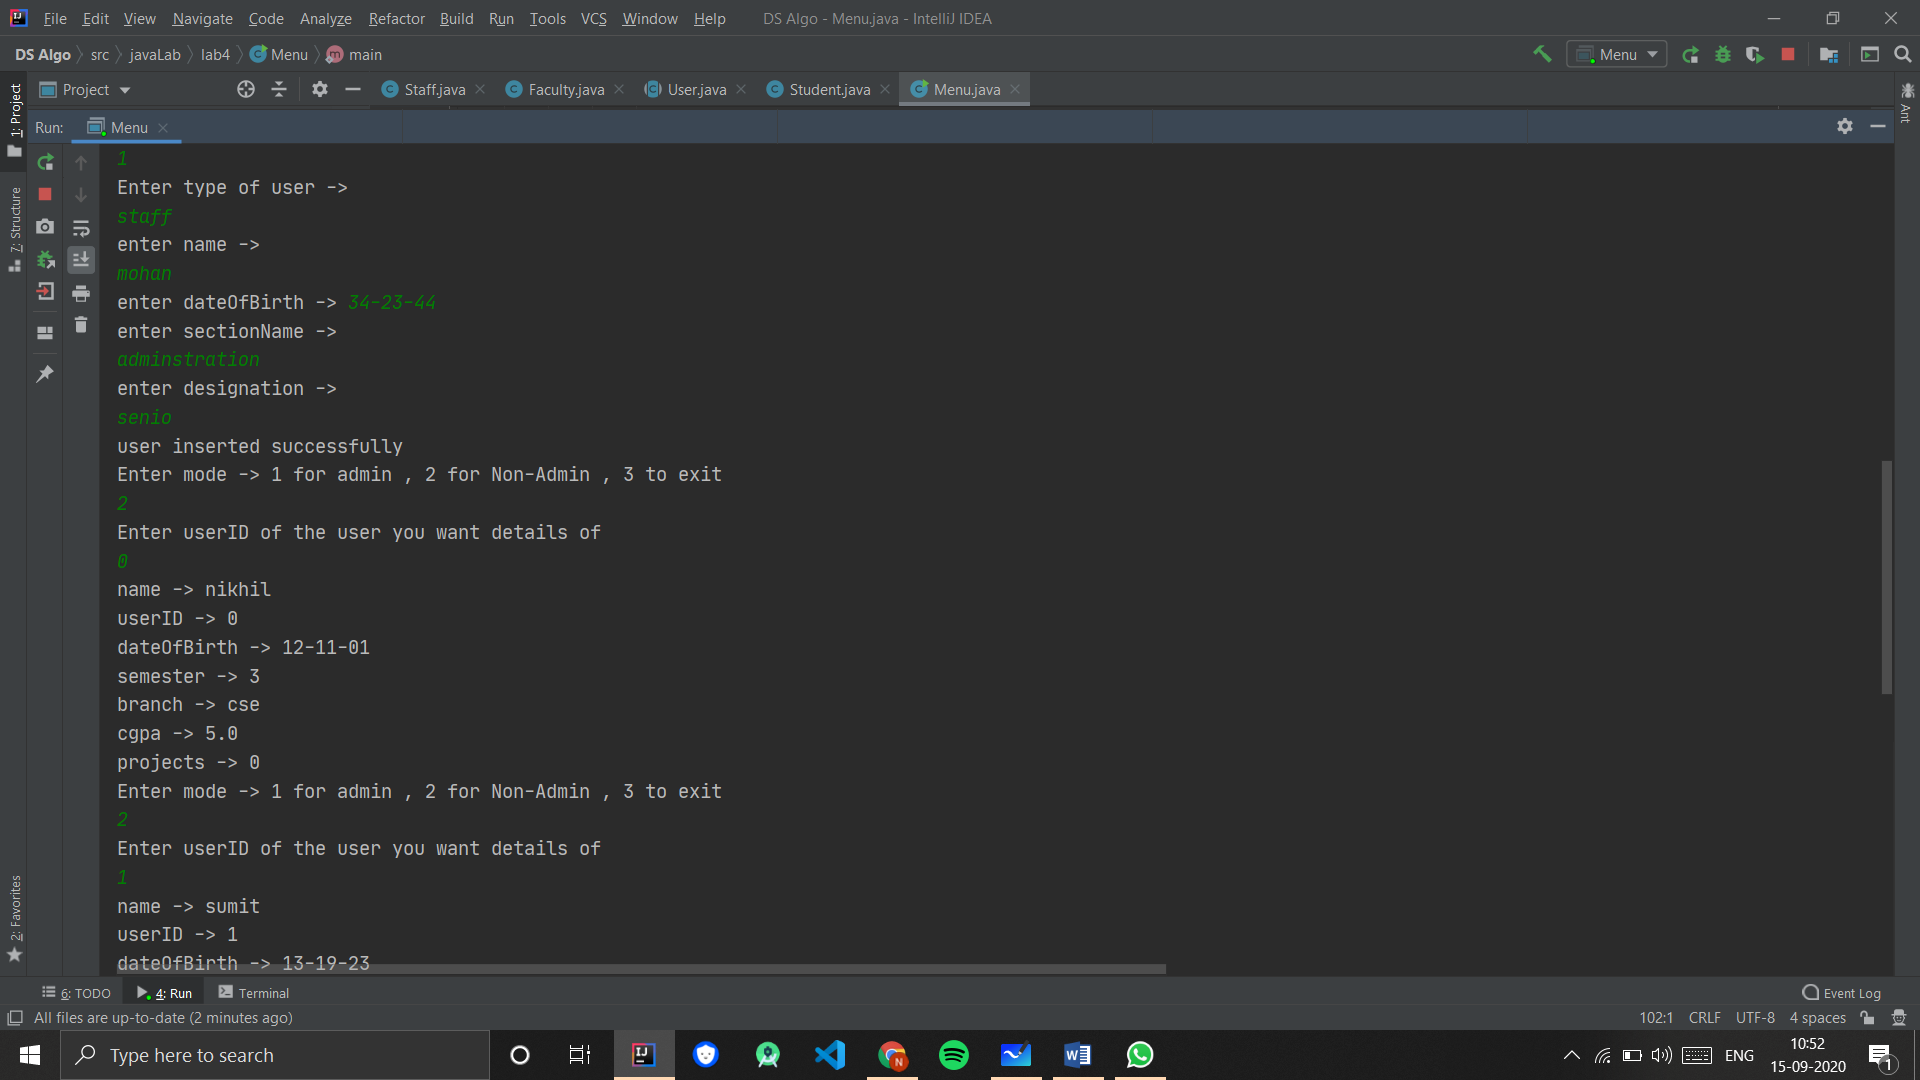 File Edit View Navigate Code Analyze Refactor Build Run Tools VCS Window Help DS Algo - Menu.java - IntelliJ IDEA
DS Algo src javaLab lab4 Menu main Menu
Project Staff.java Faculty.java User.java Student.java Menu.java
1: Project
7: Structure
2: Favorites
Ant
Run: Menu
1
Enter type of user ->
staff
enter name ->
mohan
enter dateOfBirth -> 34-23-44
enter sectionName ->
adminstration
enter designation ->
senio
user inserted successfully
Enter mode -> 1 for admin , 2 for Non-Admin , 3 to exit
2
Enter userID of the user you want details of
0
name -> nikhil
userID -> 0
dateOfBirth -> 12-11-01
semester -> 3
branch -> cse
cgpa -> 5.0
projects -> 0
Enter mode -> 1 for admin , 2 for Non-Admin , 3 to exit
2
Enter userID of the user you want details of
1
name -> sumit
userID -> 1
dateOfBirth -> 13-19-23
6: TODO 4: Run Terminal Event Log
All files are up-to-date (2 minutes ago) 102:1 CRLF UTF-8 4 spaces
Type here to search ENG 10:52
15-09-2020
1